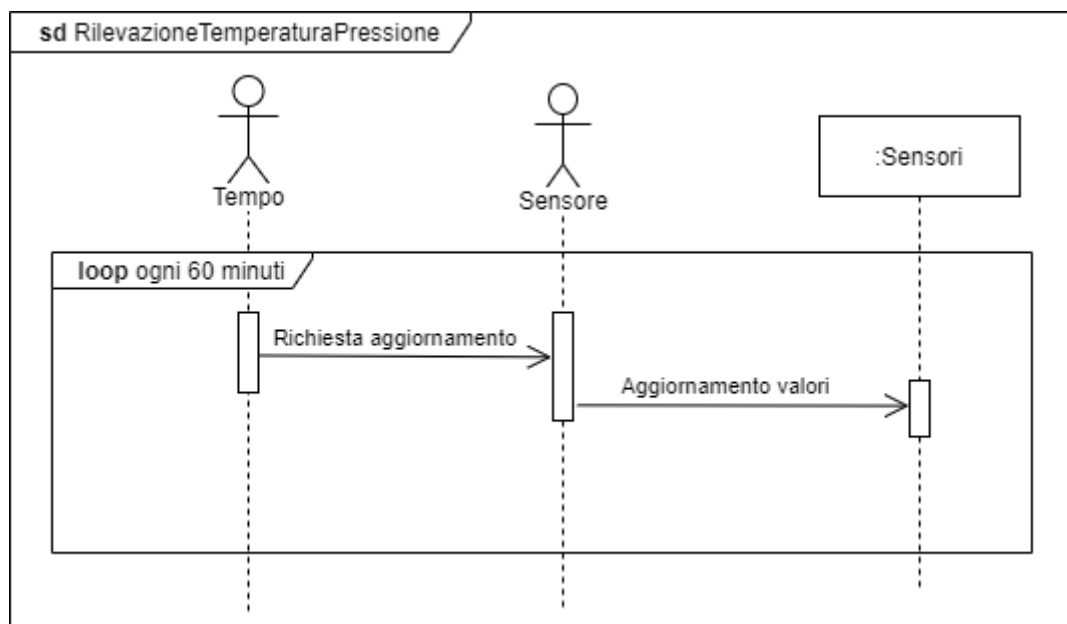 sd RilevazioneTemperaturaPressione
Tempo
Sensore
:Sensori
loop ogni 60 minuti
Richiesta aggiornamento
Aggiornamento valori